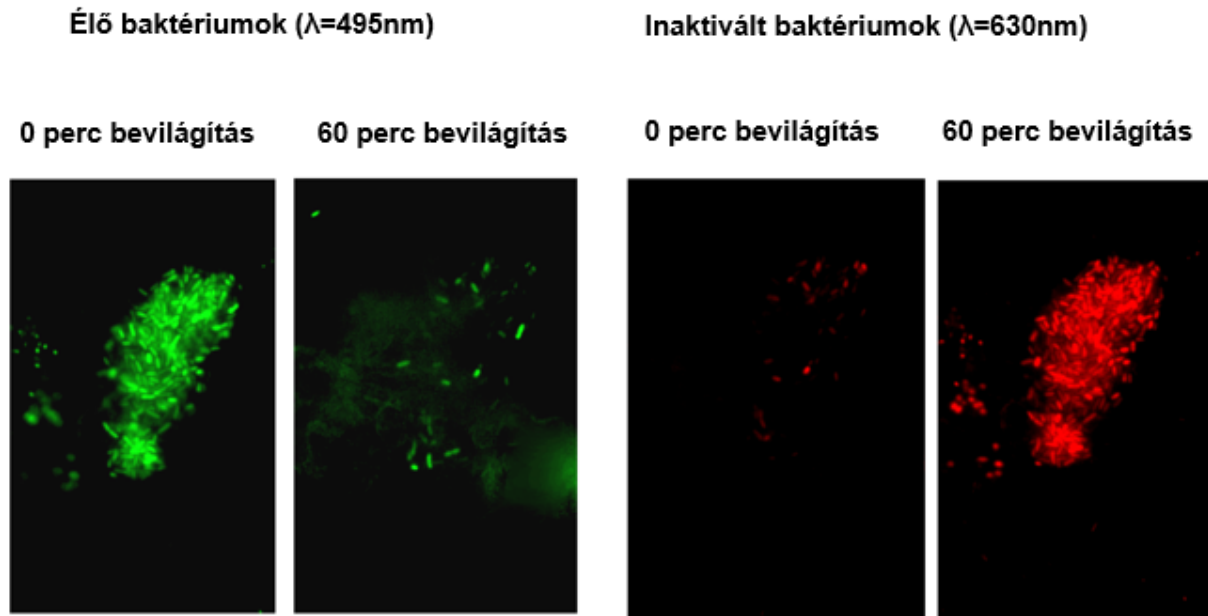 Élő baktériumok (λ=495nm)
Inaktivált baktériumok (λ=630nm)
0 perc bevilágítás
60 perc bevilágítás
0 perc bevilágítás
60 perc bevilágítás